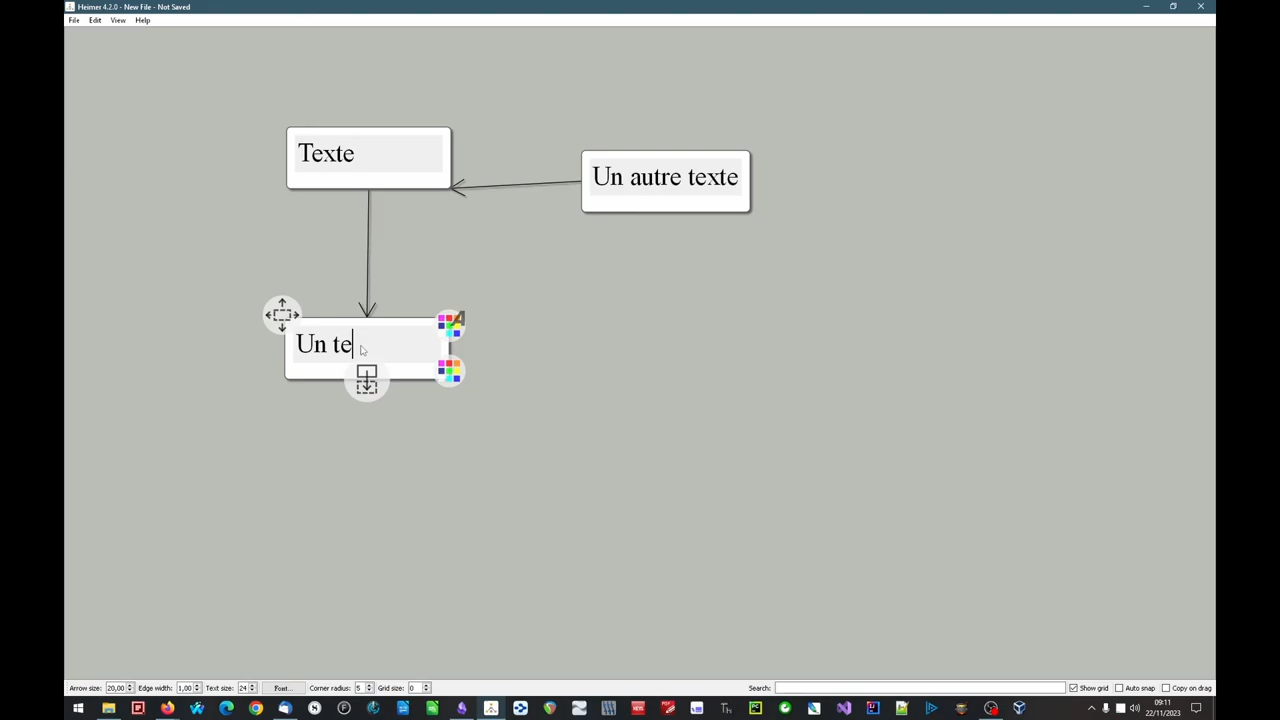 Heimer 4.2.0 - New File - Not Saved
File Edit View Help
Texte
Un autre texte
Un te
Arrow size: 20,00 Edge width: 1,00 Text size: 24 Font... Corner radius: 5 Grid size: 0 Search: Show grid Auto snap Copy on drag
09:11
22/11/2023